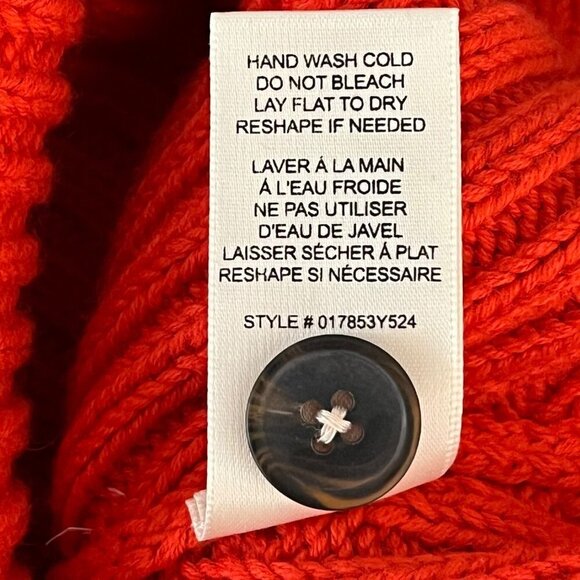 HAND WASH COLD
DO NOT BLEACH
LAY FLAT TO DRY
RESHAPE IF NEEDED
LAVER Á LA MAIN
Á L'EAU FROIDE
NE PAS UTILISER
D'EAU DE JAVEL
LAISSER SÉCHER Á PLAT
RESHAPE SI NÉCESSAIRE
STYLE # 017853Y524